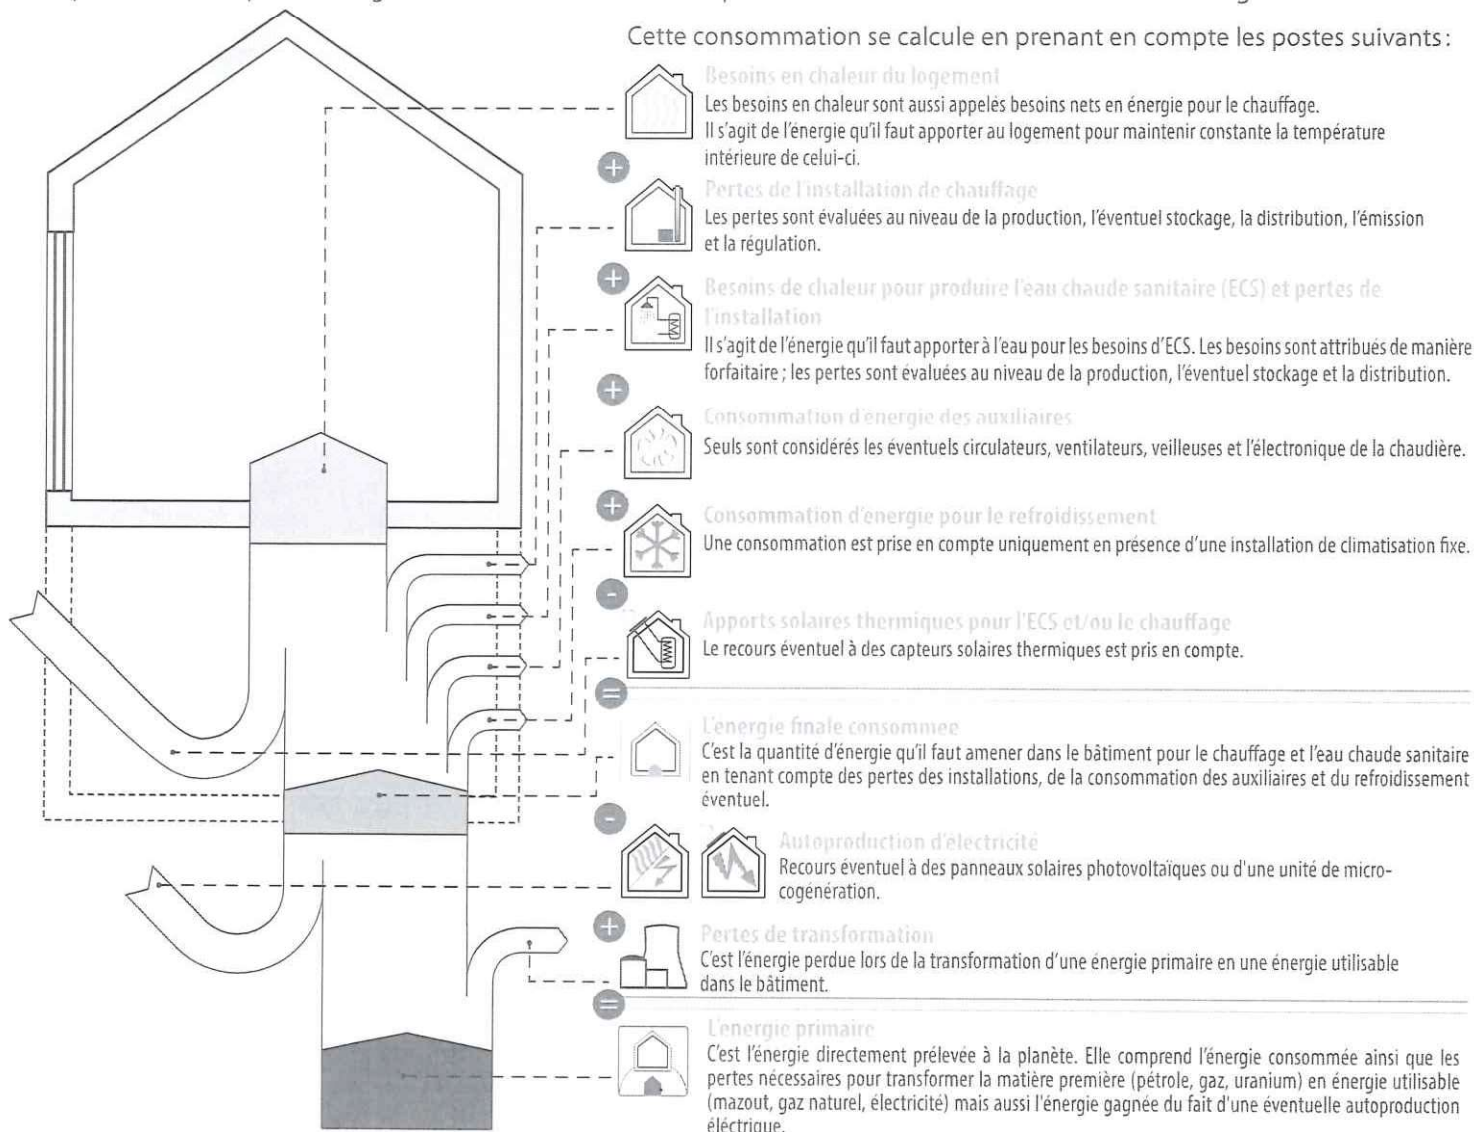 Cette consommation se calcule en prenant en compte les postes suivants :
Besoins en chaleur du logement
Les besoins en chaleur sont aussi appelés besoins nets en énergie pour le chauffage.
Il s'agit de l'énergie qu'il faut apporter au logement pour maintenir constante la température
intérieure de celui-ci.
+
Pertes de l'installation de chauffage
Les pertes sont évaluées au niveau de la production, l'éventuel stockage, la distribution, l'émission
et la régulation.
+
Besoins de chaleur pour produire l'eau chaude sanitaire (ECS) et pertes de
l'installation
Il s'agit de l'énergie qu'il faut apporter à l'eau pour les besoins d'ECS. Les besoins sont attribués de manière
forfaitaire ; les pertes sont évaluées au niveau de la production, l'éventuel stockage et la distribution.
+
Consommation d'énergie des auxiliaires
Seuls sont considérés les éventuels circulateurs, ventilateurs, veilleuses et l'électronique de la chaudière.
+
Consommation d'énergie pour le refroidissement
Une consommation est prise en compte uniquement en présence d'une installation de climatisation fixe.
-
Apports solaires thermiques pour l'ECS et/ou le chauffage
Le recours éventuel à des capteurs solaires thermiques est pris en compte.
=
L'énergie finale consommée
C'est la quantité d'énergie qu'il faut amener dans le bâtiment pour le chauffage et l'eau chaude sanitaire
en tenant compte des pertes des installations, de la consommation des auxiliaires et du refroidissement
éventuel.
-
Autoproduction d'électricité
Recours éventuel à des panneaux solaires photovoltaïques ou d'une unité de micro-
cogénération.
+
Pertes de transformation
C'est l'énergie perdue lors de la transformation d'une énergie primaire en une énergie utilisable
dans le bâtiment.
=
L'énergie primaire
C'est l'énergie directement prélevée à la planète. Elle comprend l'énergie consommée ainsi que les
pertes nécessaires pour transformer la matière première (pétrole, gaz, uranium) en énergie utilisable
(mazout, gaz naturel, électricité) mais aussi l'énergie gagnée du fait d'une éventuelle autoproduction
éléctrique.